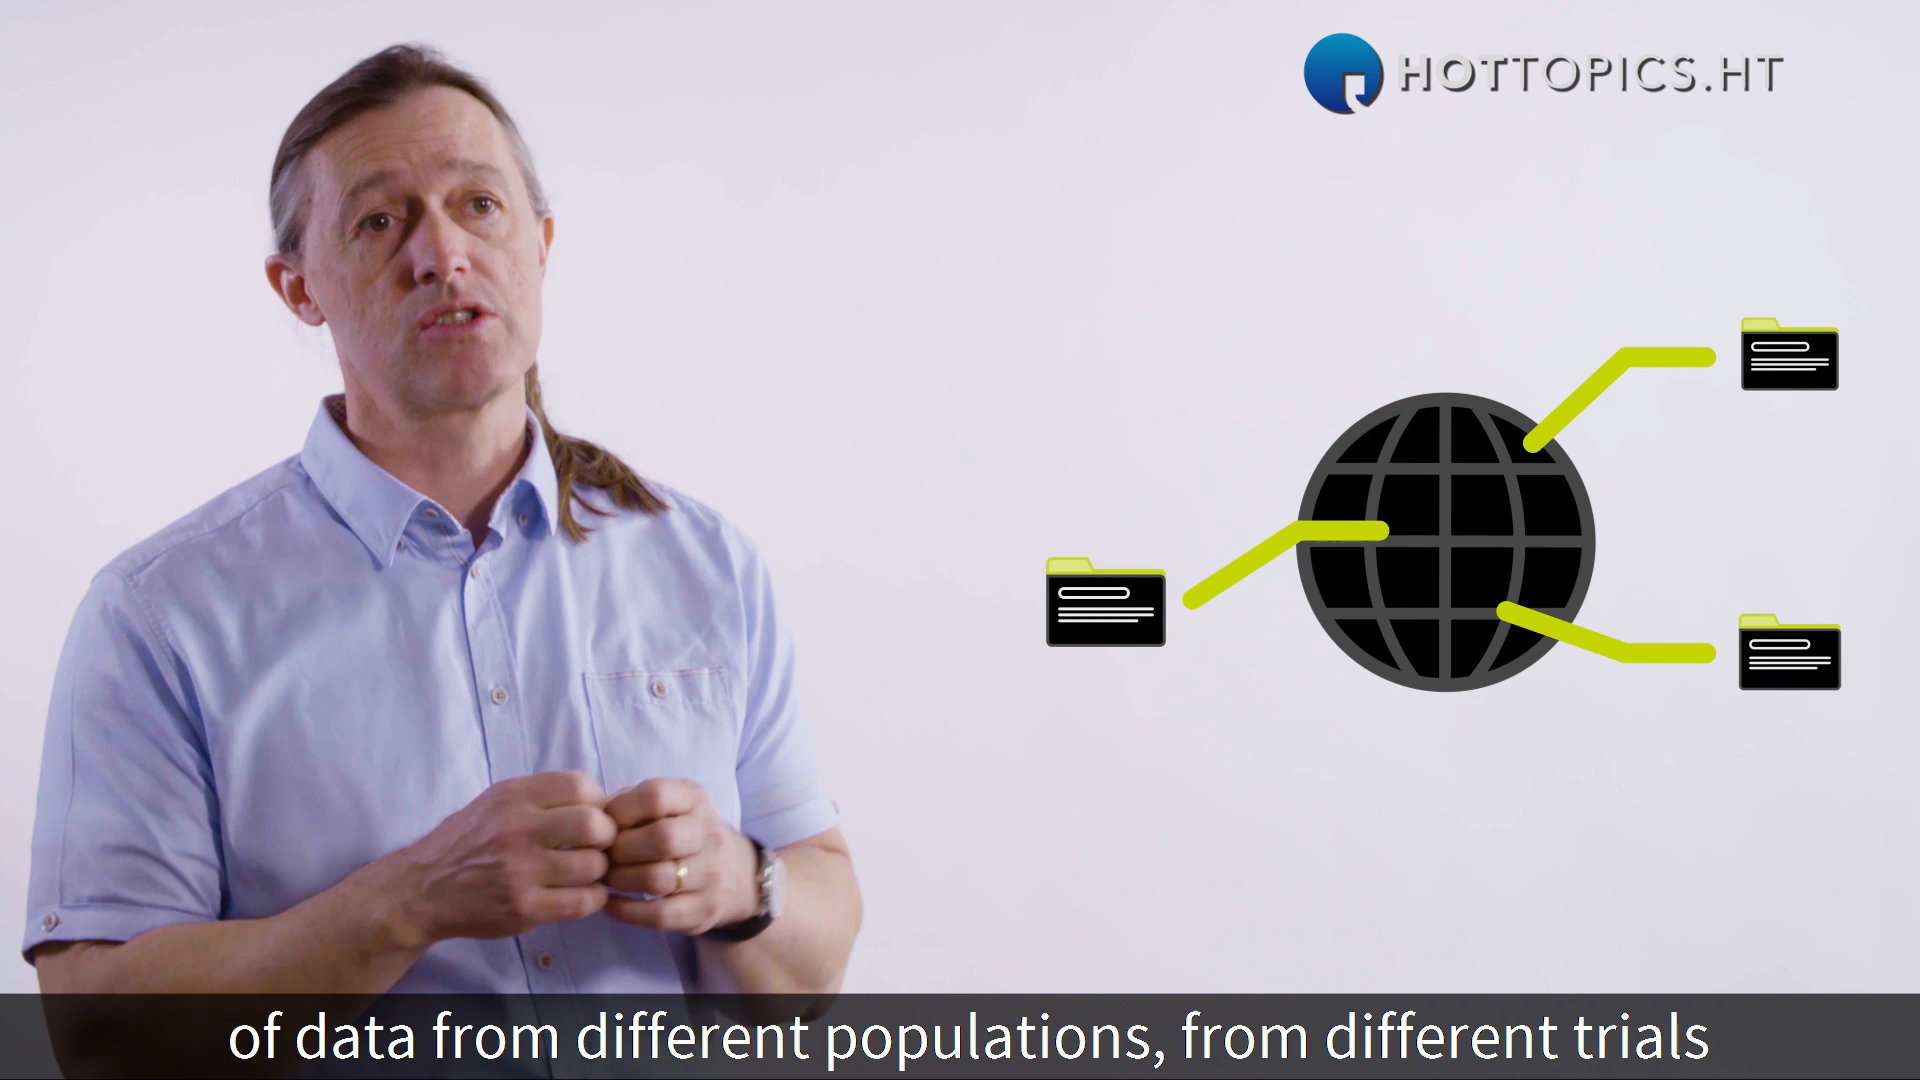 HOTTOPICS.HT
of data from different populations, from different trials